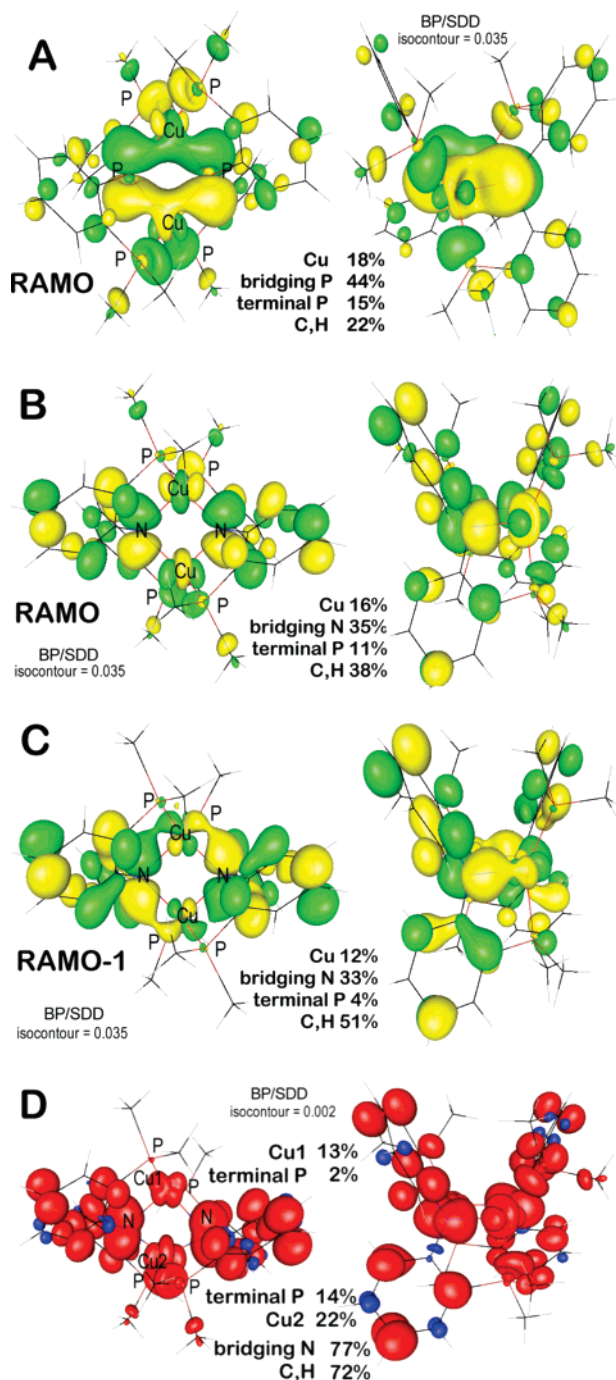 A
BP/SDD
isocontour = 0.035
P
P
Cu
P
P
Cu
P
P
RAMO
Cu 18%
bridging P 44%
terminal P 15%
C,H 22%
B
P
P
Cu
N
N
Cu
P
P
RAMO
BP/SDD
isocontour = 0.035
Cu 16%
bridging N 35%
terminal P 11%
C,H 38%
C
P
P
Cu
N
N
Cu
P
P
RAMO-1
BP/SDD
isocontour = 0.035
Cu 12%
bridging N 33%
terminal P 4%
C,H 51%
D
BP/SDD
isocontour = 0.002
P
P
Cu1
N
N
Cu2
P
P
Cu1 13%
terminal P 2%
terminal P 14%
Cu2 22%
bridging N 77%
C,H 72%